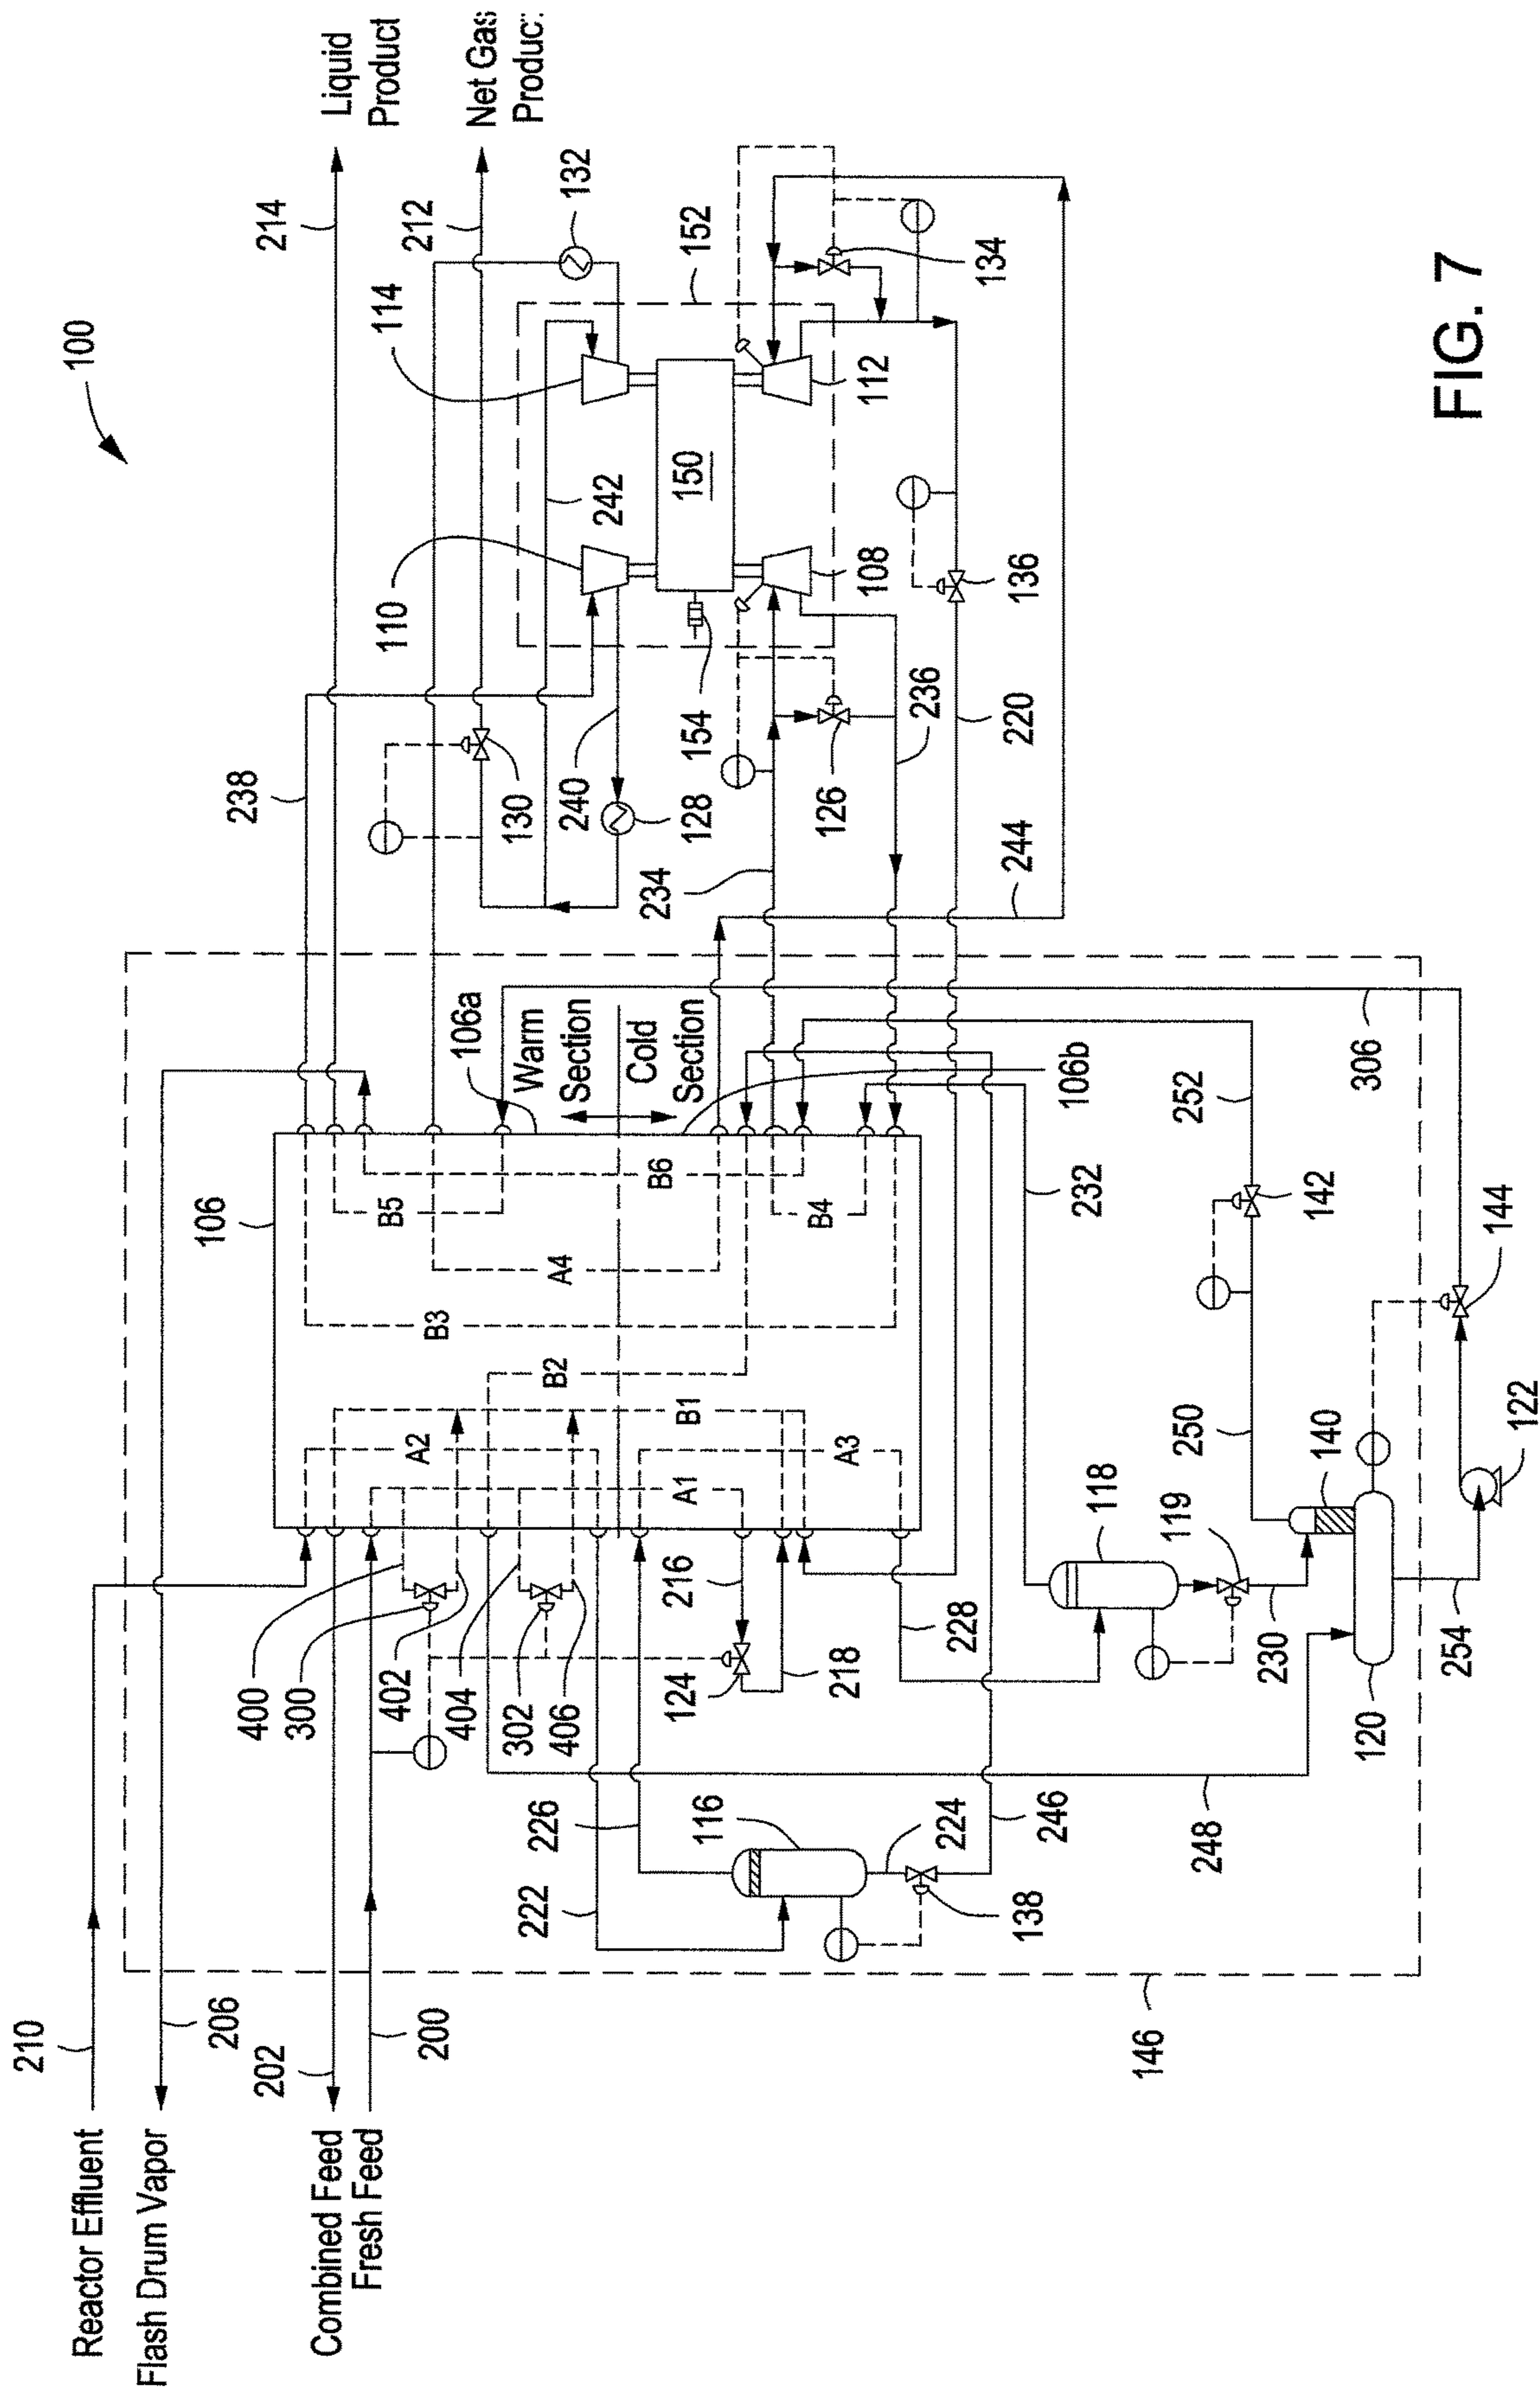 Reactor Effluent
210
Flash Drum Vapor
206
Combined Feed
202
Fresh Feed
200
100
Liquid
Product
214
Net Gas
Product
212
132
152
134
114
112
242
150
110
108
154
136
238
130
240
128
126
236
220
234
244
106a
Warm
Section
Cold
Section
106b
106
B5
B6
B4
A4
B3
B2
B1
A2
A1
A3
306
252
232
142
144
250
140
118
119
122
400
300
402
404
302
406
216
124
218
228
230
254
120
222
226
116
224
246
248
138
146
FIG. 7